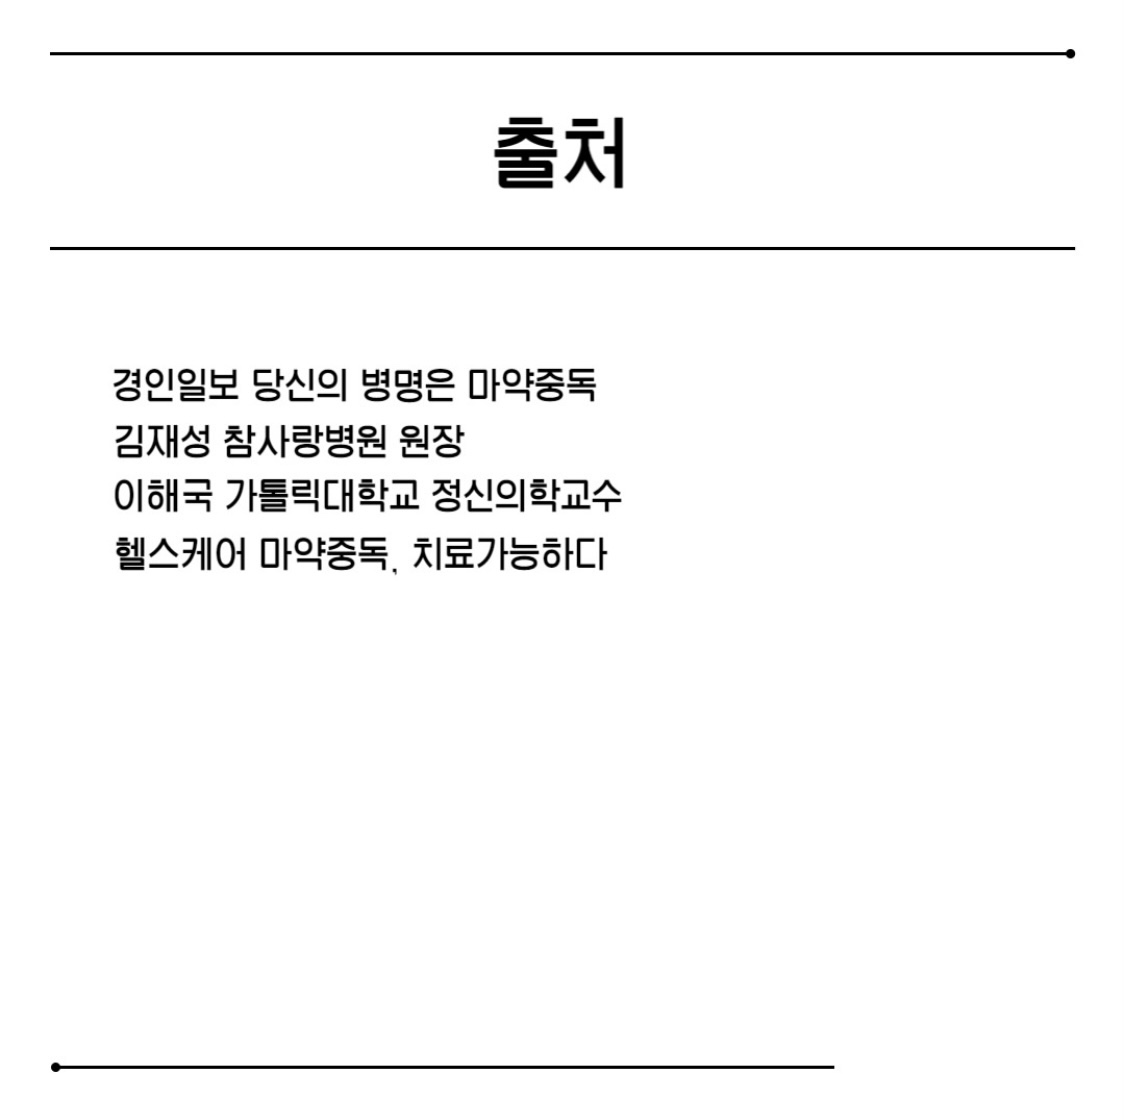 출처
경인일보 당신의 병명은 마약중독
김재성 참사랑병원 원장
이해국 가톨릭대학교 정신의학교수
헬스케어 마약중독, 치료가능하다